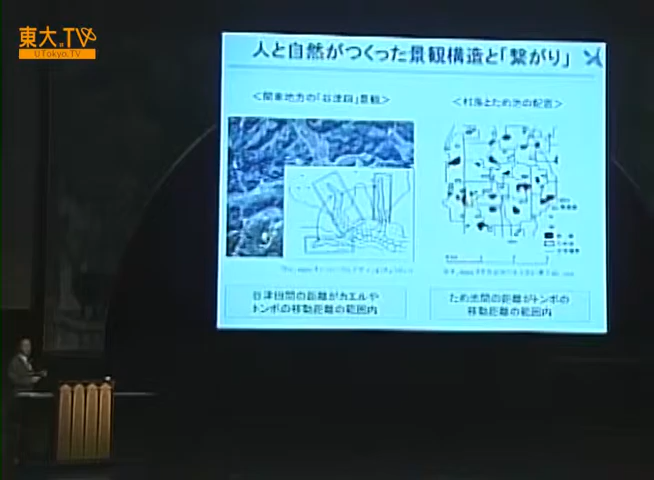 東大TV
UTokyo.TV
人と自然がつくった景観構造と「繋がり」
<関東地方の「谷津田」景観>
<村落とため池の配置>
谷津田間の距離がカエルや
トンボの移動距離の範囲内
ため池間の距離がトンボの
移動距離の範囲内